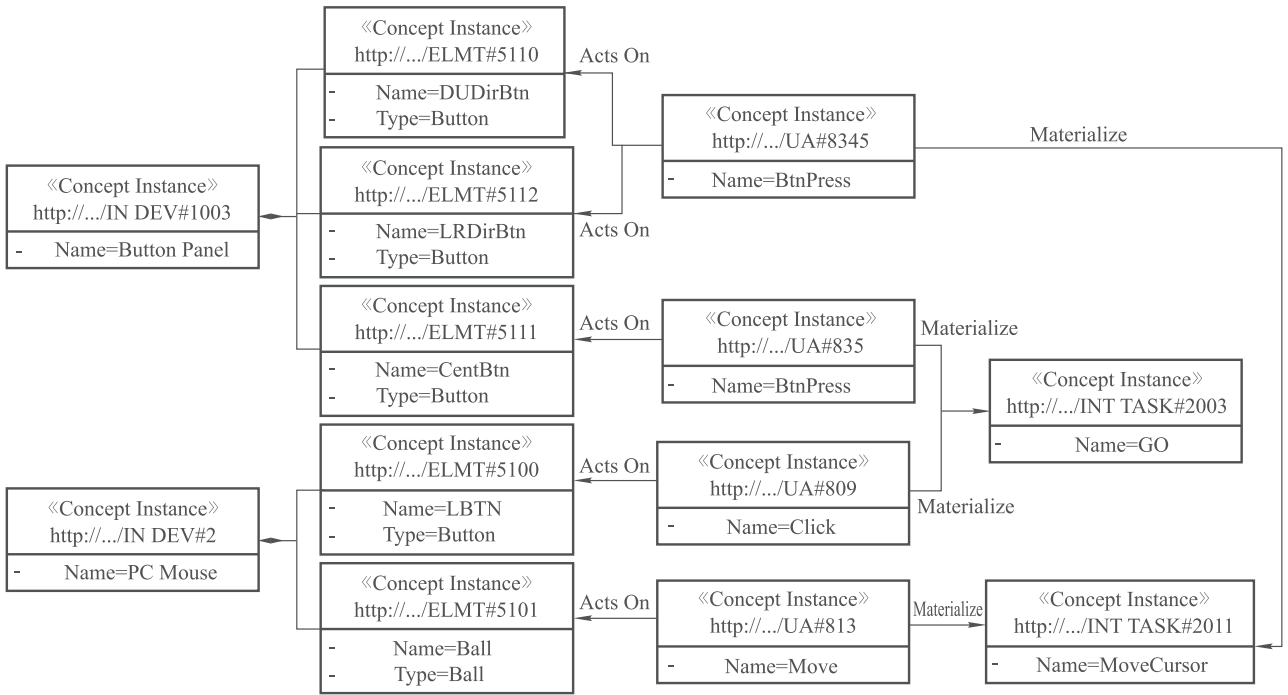 《Concept Instance》
http://.../ELMT#5110
- Name=DUDirBtn
- Type=Button
Acts On
《Concept Instance》
http://.../UA#8345
- Name=BtnPress
Materialize
《Concept Instance》
http://.../ELMT#5112
- Name=LRDirBtn
- Type=Button
Acts On
《Concept Instance》
http://.../IN DEV#1003
- Name=Button Panel
《Concept Instance》
http://.../ELMT#5111
- Name=CentBtn
- Type=Button
Acts On
《Concept Instance》
http://.../UA#835
- Name=BtnPress
Materialize
《Concept Instance》
http://.../INT TASK#2003
- Name=GO
《Concept Instance》
http://.../ELMT#5100
- Name=LBTN
- Type=Button
Acts On
《Concept Instance》
http://.../UA#809
- Name=Click
Materialize
《Concept Instance》
http://.../IN DEV#2
- Name=PC Mouse
《Concept Instance》
http://.../ELMT#5101
- Name=Ball
- Type=Ball
Acts On
《Concept Instance》
http://.../UA#813
- Name=Move
Materialize
《Concept Instance》
http://.../INT TASK#2011
- Name=MoveCursor